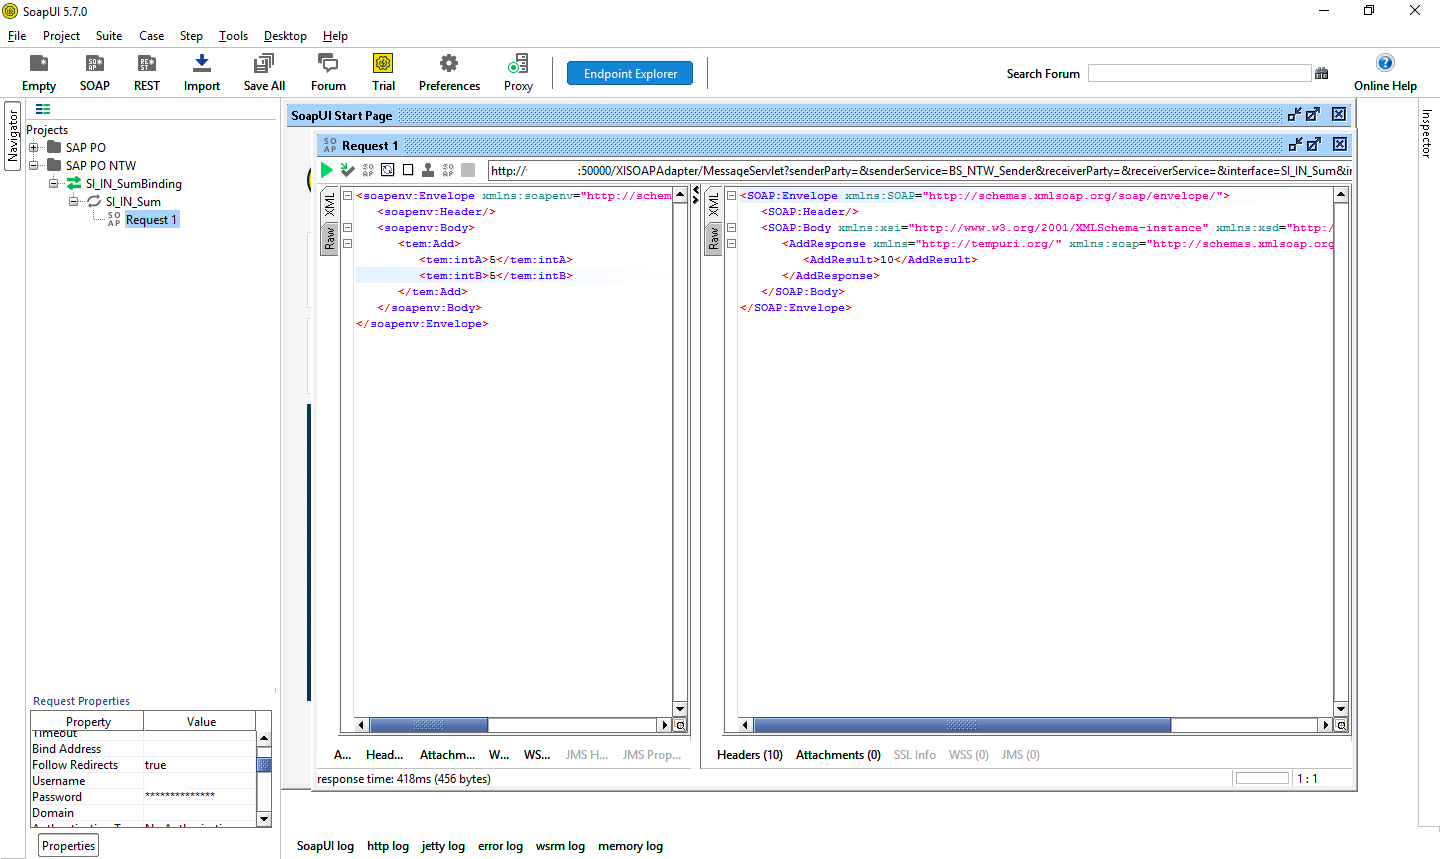 SoapUI 5.7.0
File Project Suite Case Step Tools Desktop Help
Empty SOAP REST Import Save All Forum Trial Preferences Proxy Endpoint Explorer Search Forum Online Help
Navigator
Inspector
Projects
SAP PO
SAP PO NTW
SI_IN_SumBinding
SI_IN_Sum
Request 1
SoapUI Start Page
Request 1
http:// :50000/XISOAPAdapter/MessageServlet?senderParty=&senderService=BS_NTW_Sender&receiverParty=&receiverService=&interface=SI_IN_Sum&in
XML
Raw
<soapenv:Envelope xmlns:soapenv="http://schem
<soapenv:Header/>
<soapenv:Body>
<tem:Add>
<tem:intA>5</tem:intA>
<tem:intB>5</tem:intB>
</tem:Add>
</soapenv:Body>
</soapenv:Envelope>
XML
Raw
<SOAP:Envelope xmlns:SOAP="http://schemas.xmlsoap.org/soap/envelope/">
<SOAP:Header/>
<SOAP:Body xmlns:xsi="http://www.w3.org/2001/XMLSchema-instance" xmlns:xsd="http:/
<AddResponse xmlns="http://tempuri.org/" xmlns:soap="http://schemas.xmlsoap.org
<AddResult>10</AddResult>
</AddResponse>
</SOAP:Body>
</SOAP:Envelope>
A... Head... Attachm... W... WS... JMS H... JMS Prop...
Headers (10) Attachments (0) SSL Info WSS (0) JMS (0)
response time: 418ms (456 bytes)
1 : 1
Request Properties
Property Value
Timeout
Bind Address
Follow Redirects true
Username
Password **************
Domain
Properties
SoapUI log http log jetty log error log wsrm log memory log